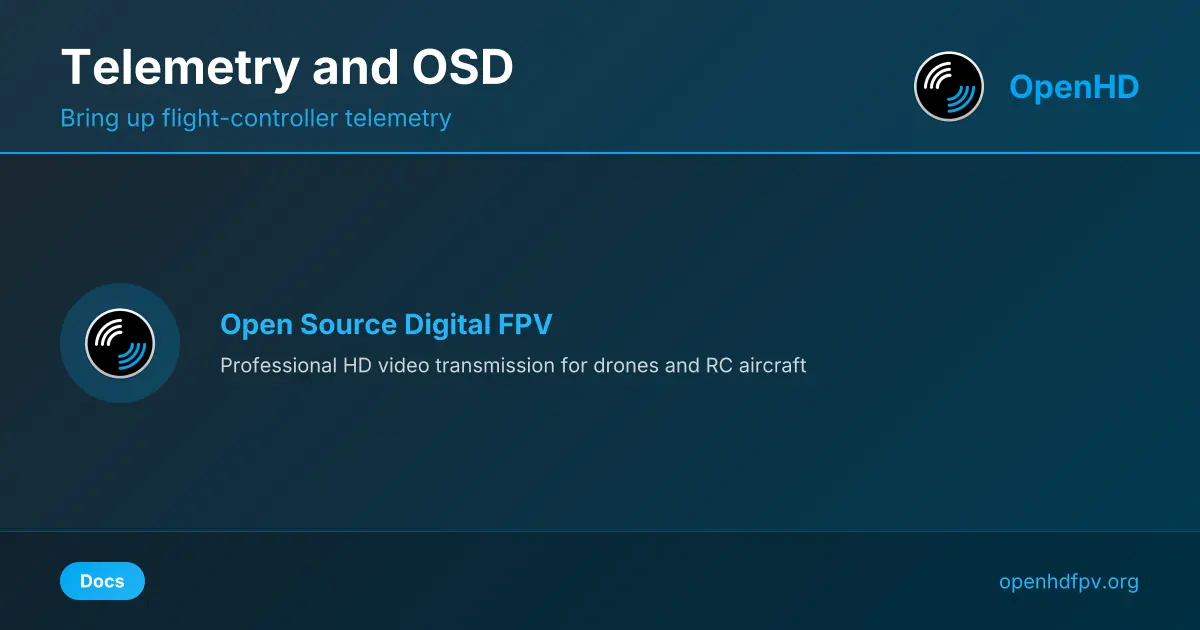 Telemetry and OSD
Bring up flight-controller telemetry
OpenHD
Open Source Digital FPV
Professional HD video transmission for drones and RC aircraft
Docs
openhdfpv.org